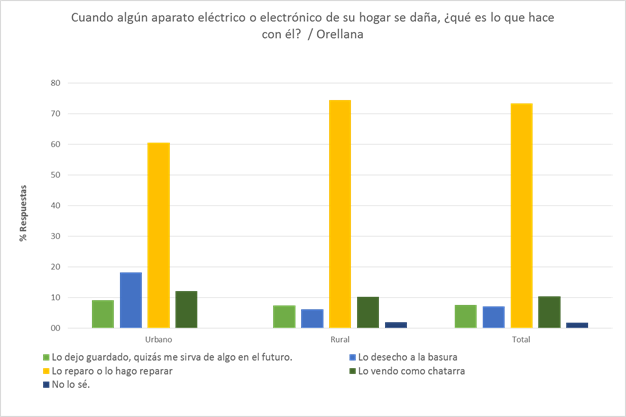 Cuando algún aparato eléctrico o electrónico de su hogar se daña, ¿qué es lo que hace
con él?  / Orellana
80
70
60
50
40
30
20
10
00
% Respuestas
Urbano
Rural
Total
Lo dejo guardado, quizás me sirva de algo en el futuro.
Lo desecho a la basura
Lo reparo o lo hago reparar
Lo vendo como chatarra
No lo sé.